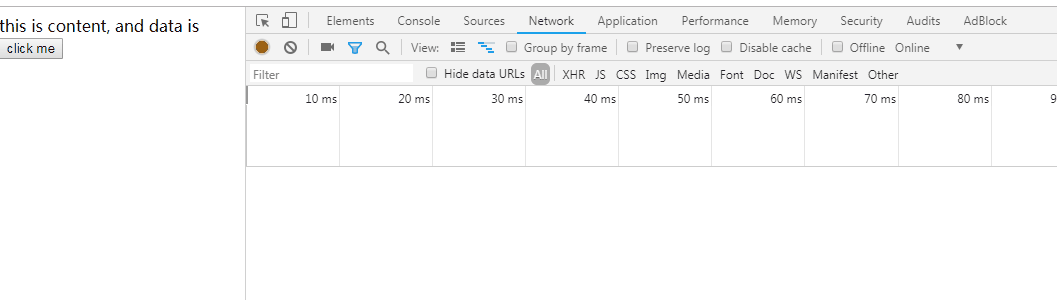 this is content, and data is
click me
Elements Console Sources Network Application Performance Memory Security Audits AdBlock
View: Group by frame Preserve log Disable cache Offline Online
Filter Hide data URLs All XHR JS CSS Img Media Font Doc WS Manifest Other
10 ms 20 ms 30 ms 40 ms 50 ms 60 ms 70 ms 80 ms 9